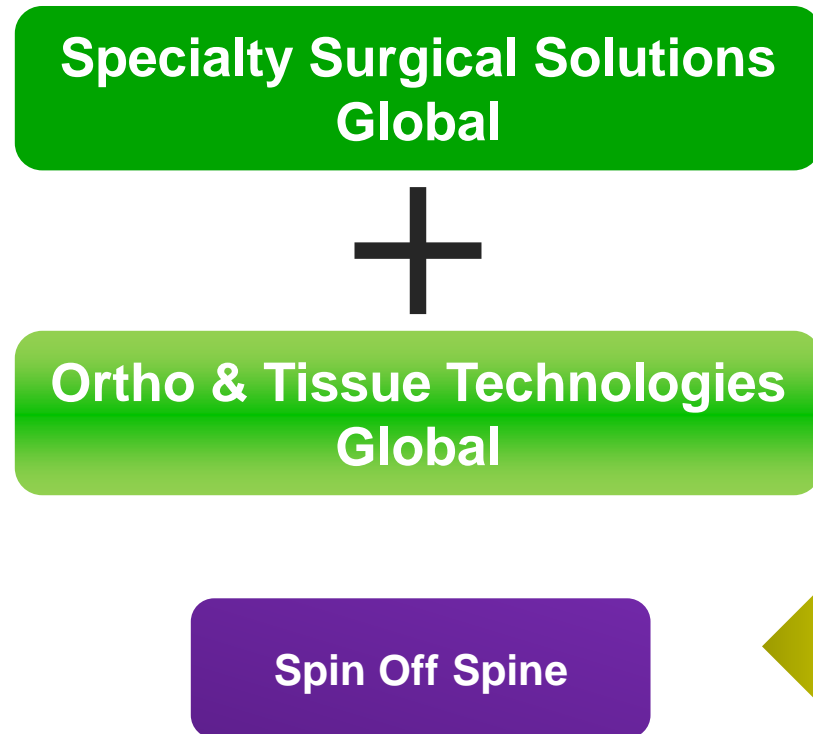 Specialty Surgical Solutions
Global
+
Ortho & Tissue Technologies
Global
Spin Off Spine